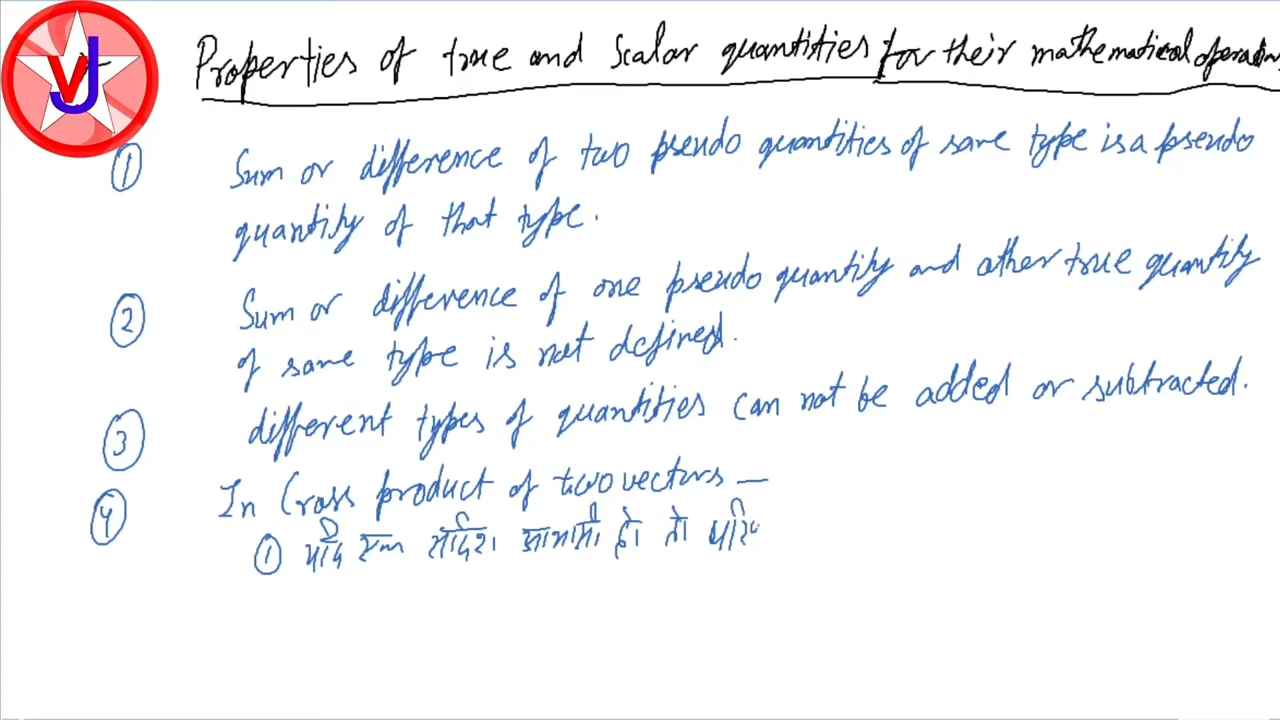 VJ
Properties of true and Scalar quantities for their mathematical operations
① Sum or difference of two pseudo quantities of same type is a pseudo
quantity of that type.
② Sum or difference of one pseudo quantity and other true quantity
of same type is not defined.
③ different types of quantities can not be added or subtracted.
④ In Cross product of two vectors —
① यदि एक सदिश आभासी हो तो